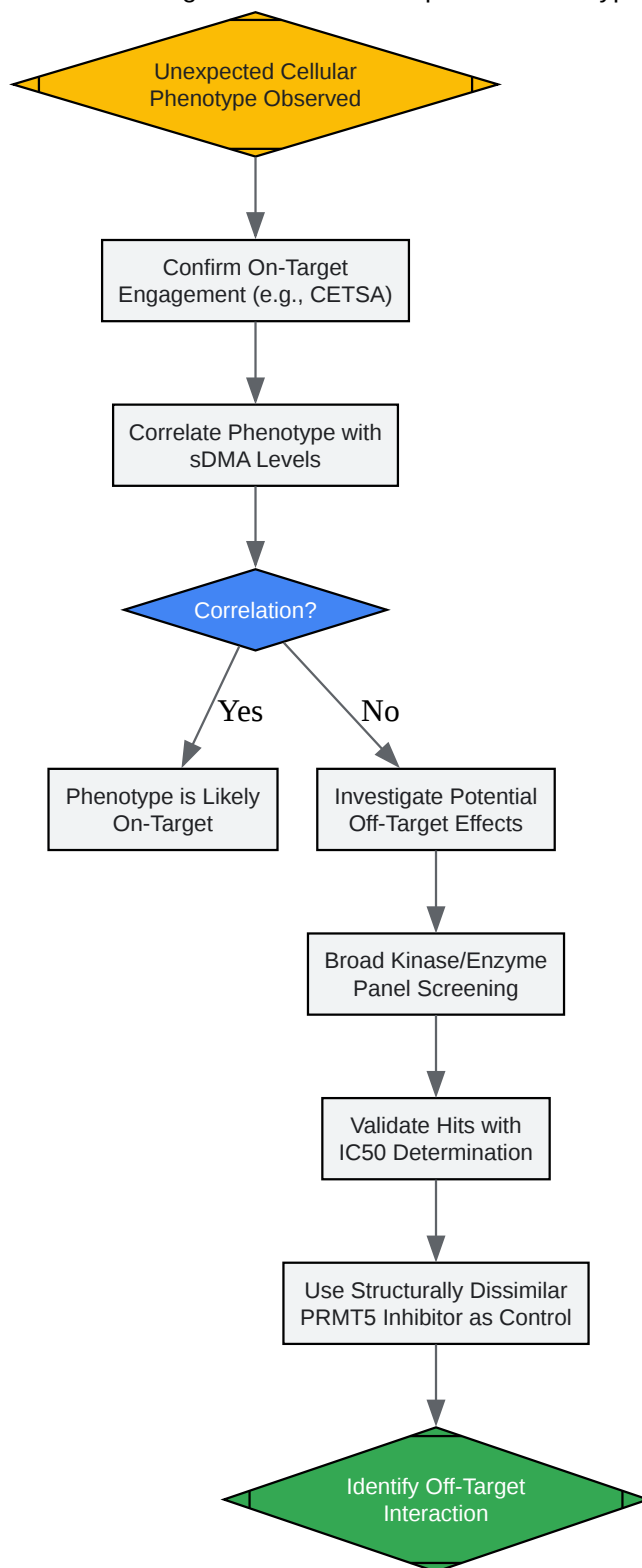 Unexpected Cellular
Phenotype Observed
Confirm On-Target
Engagement (e.g., CETSA)
Correlate Phenotype with
sDMA Levels
Correlation?
Yes
No
Phenotype is Likely
On-Target
Investigate Potential
Off-Target Effects
Broad Kinase/Enzyme
Panel Screening
Validate Hits with
IC50 Determination
Use Structurally Dissimilar
PRMT5 Inhibitor as Control
Identify Off-Target
Interaction